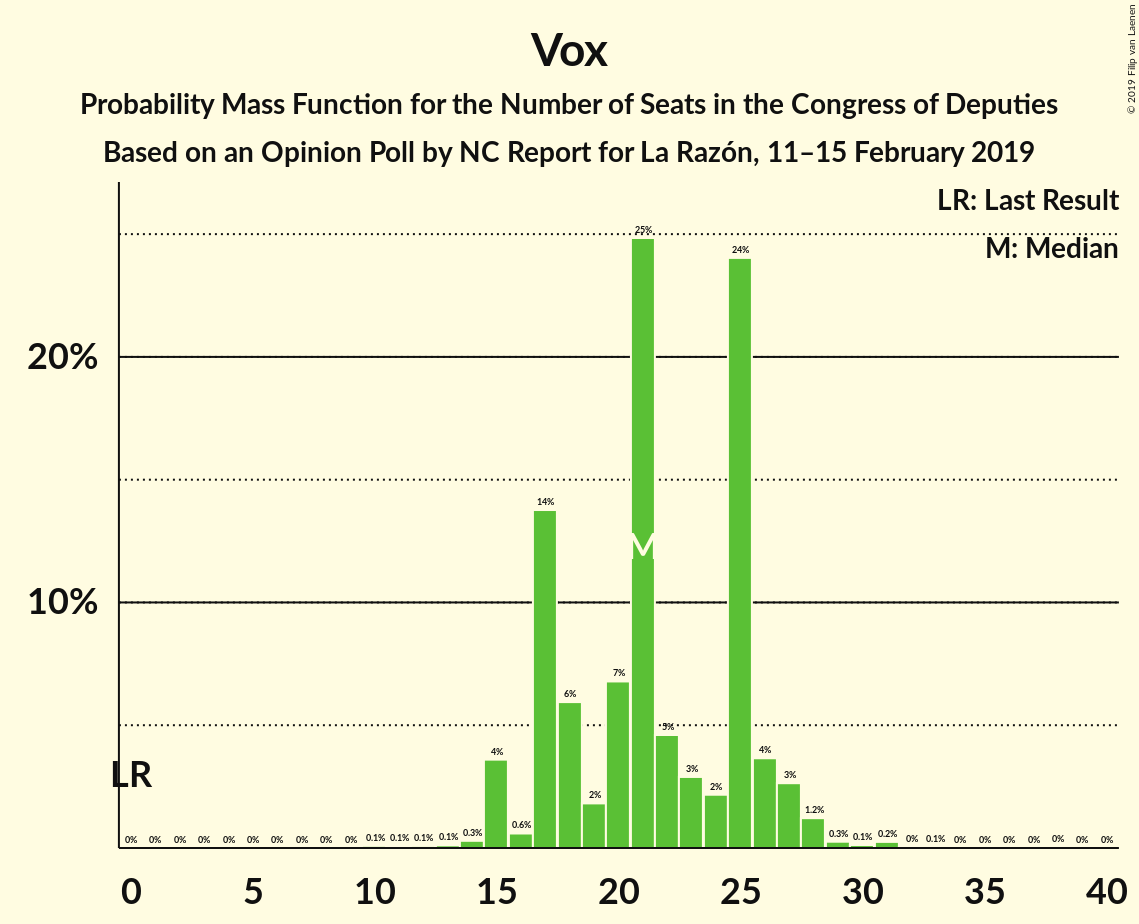 Vox
Probability Mass Function for the Number of Seats in the Congress of Deputies
Based on an Opinion Poll by NC Report for La Razón, 11–15 February 2019
© 2019 Filip van Laenen
LR: Last Result
M: Median
20%
10%
LR
M
0% 0% 0% 0% 0% 0% 0% 0% 0% 0% 0.1% 0.1% 0.1% 0.1% 0.3% 4% 0.6% 14% 6% 2% 7% 25% 5% 3% 2% 24% 4% 3% 1.2% 0.3% 0.1% 0.2% 0% 0.1% 0% 0% 0% 0% 0% 0% 0%
0 5 10 15 20 25 30 35 40